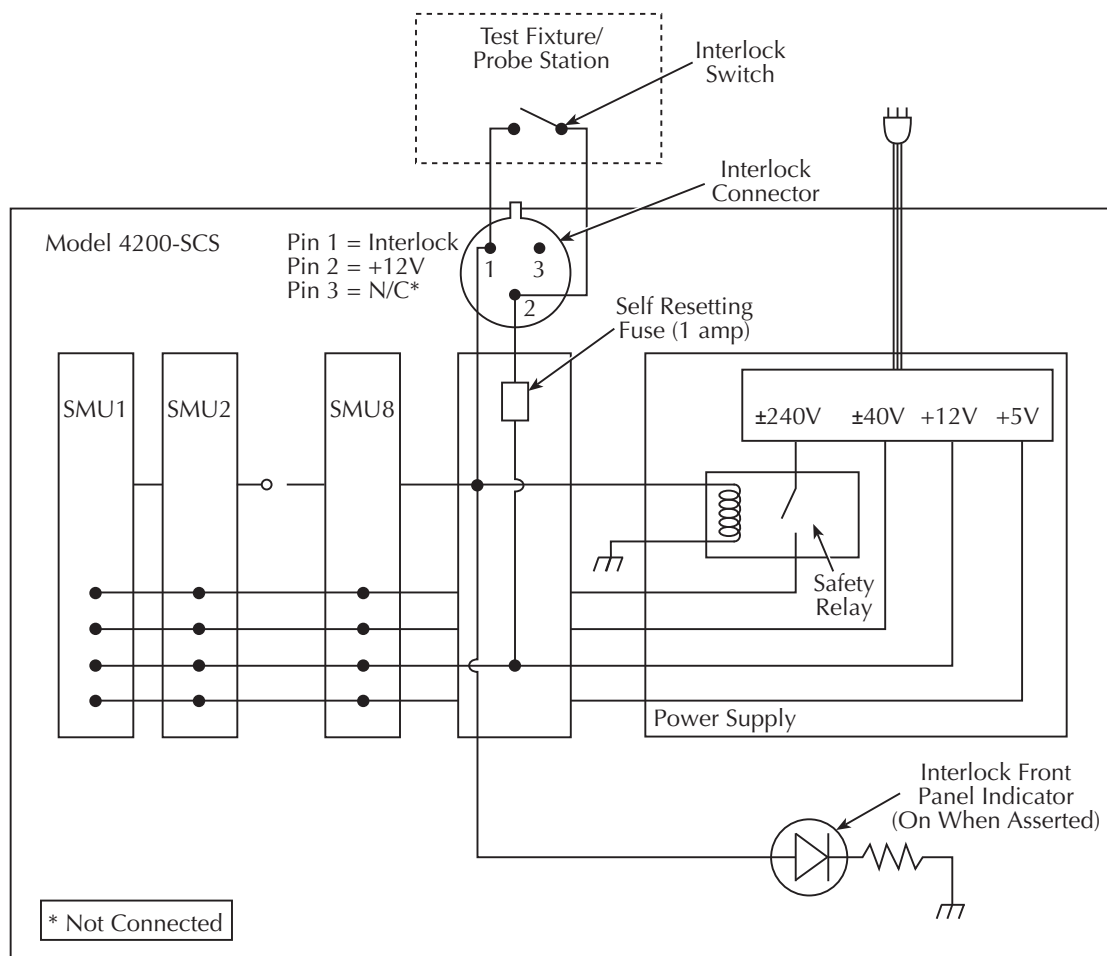 Test Fixture/
Probe Station
Interlock
Switch
Interlock
Connector
Model 4200-SCS
Pin 1 = Interlock
Pin 2 = +12V
Pin 3 = N/C*
1
3
2
Self Resetting
Fuse (1 amp)
SMU1
SMU2
SMU8
±240V
±40V
+12V
+5V
Safety
Relay
Power Supply
Interlock Front
Panel Indicator
(On When Asserted)
* Not Connected